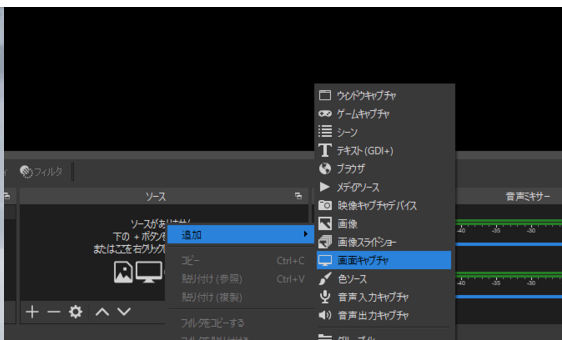 ウィンドウキャプチャ
ゲームキャプチャ
シーン
テキスト (GDI+)
ブラウザ
メディアソース
映像キャプチャデバイス
画像
画像スライドショー
画面キャプチャ
色ソース
音声入力キャプチャ
音声出力キャプチャ
フィルタ
ソース
音声ミキサー
ソースがありません
下の + ボタンを
またはここを右クリック
追加
コピー Ctrl+C
貼り付け (参照) Ctrl+V
貼り付け (複製)
フィルタをコピーする
-40 -35 -30
-40 -35 -30